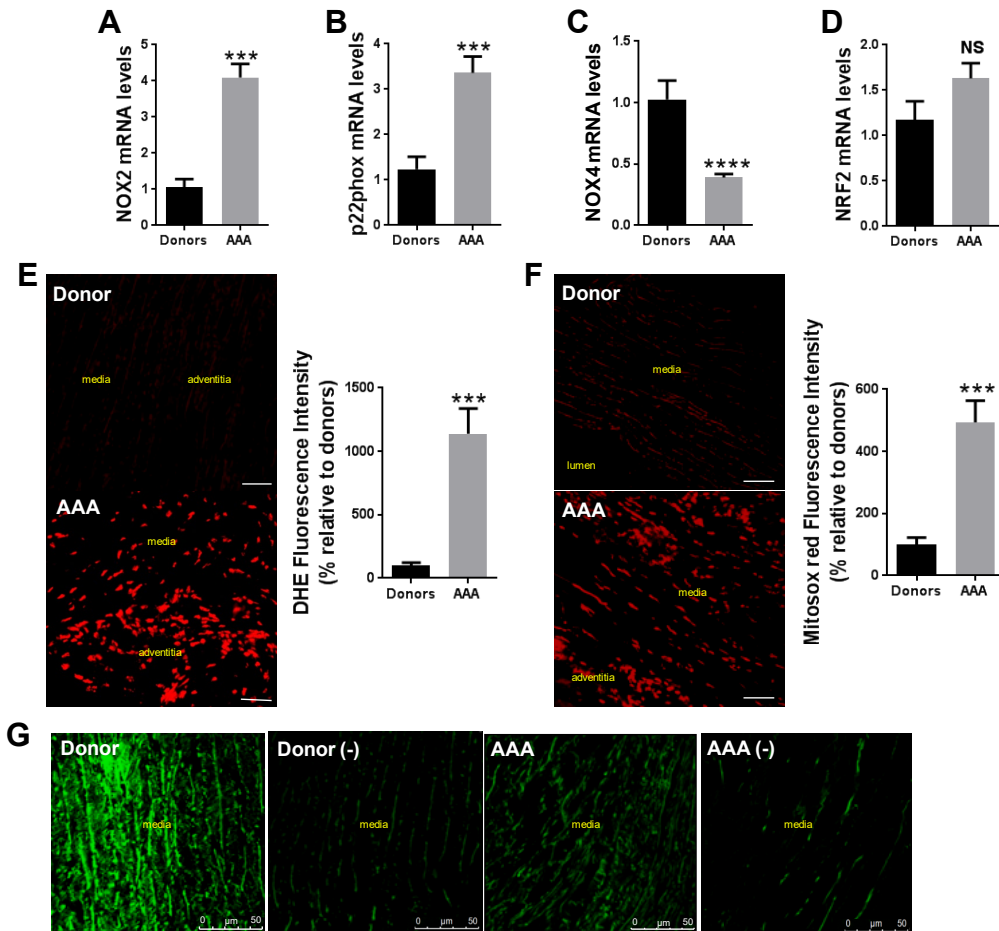 A
NOX2 mRNA levels
5
4
3
2
1
0
***
Donors AAA
B
p22phox mRNA levels
4
3
2
1
0
***
Donors AAA
C
NOX4 mRNA levels
1.5
1.0
0.5
0.0
****
Donors AAA
D
NRF2 mRNA levels
2.0
1.5
1.0
0.5
0.0
NS
Donors AAA
E
Donor
media adventitia
AAA
media
adventitia
DHE Fluorescence Intensity
(% relative to donors)
1500
1000
500
0
***
Donors AAA
F
Donor
media
lumen
AAA
media
adventitia
Mitosox red Fluorescence Intensity
(% relative to donors)
600
400
200
0
***
Donors AAA
G
Donor
media
0 µm 50
Donor (-)
media
0 µm 50
AAA
media
0 µm 50
AAA (-)
media
0 µm 50